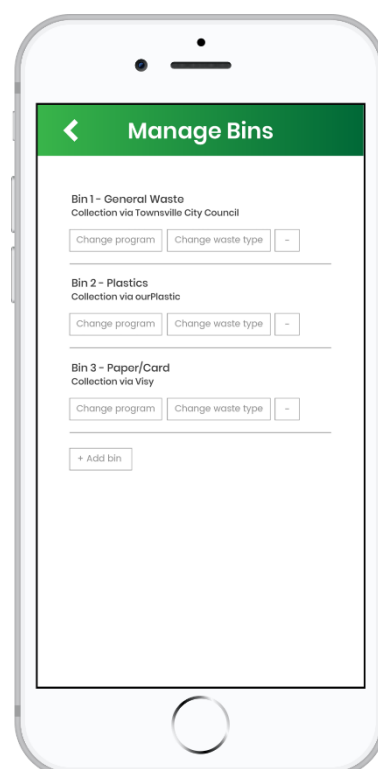 Manage Bins
Bin 1 - General Waste
Collection via Townsville City Council
Change program Change waste type -
Bin 2 - Plastics
Collection via ourPlastic
Change program Change waste type -
Bin 3 - Paper/Card
Collection via Visy
Change program Change waste type -
+ Add bin